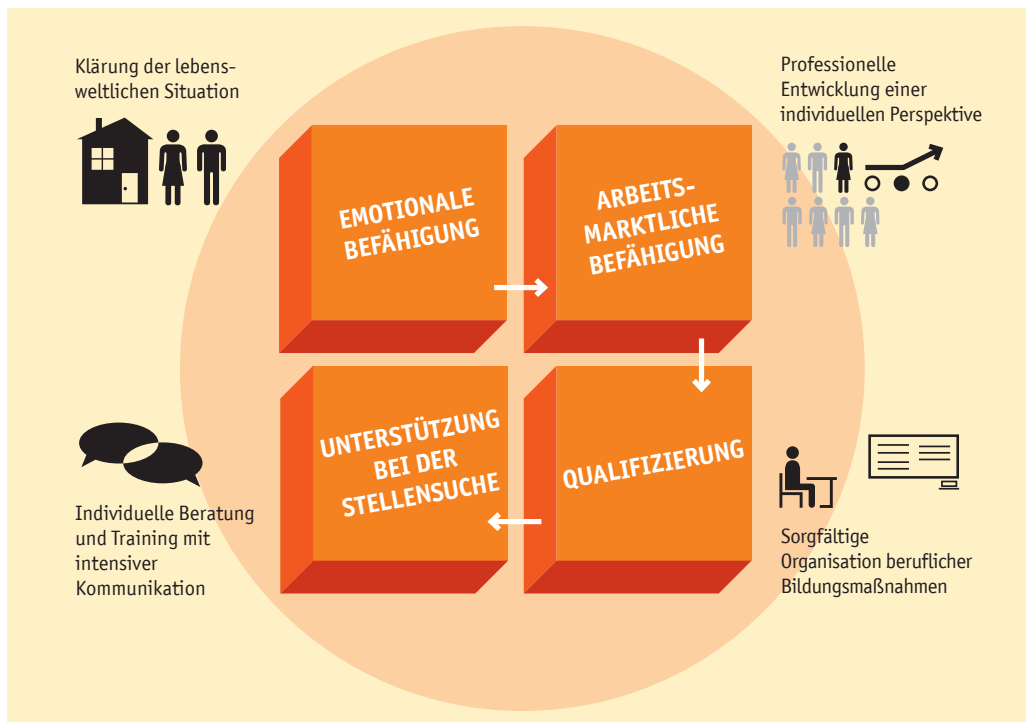 Klärung der lebens-
weltlichen Situation
EMOTIONALE
BEFÄHIGUNG
Professionelle
Entwicklung einer
individuellen Perspektive
ARBEITS-
MARKTLICHE
BEFÄHIGUNG
QUALIFIZIERUNG
Sorgfältige
Organisation beruflicher
Bildungsmaßnahmen
UNTERSTÜTZUNG
BEI DER
STELLENSUCHE
Individuelle Beratung
und Training mit
intensiver
Kommunikation